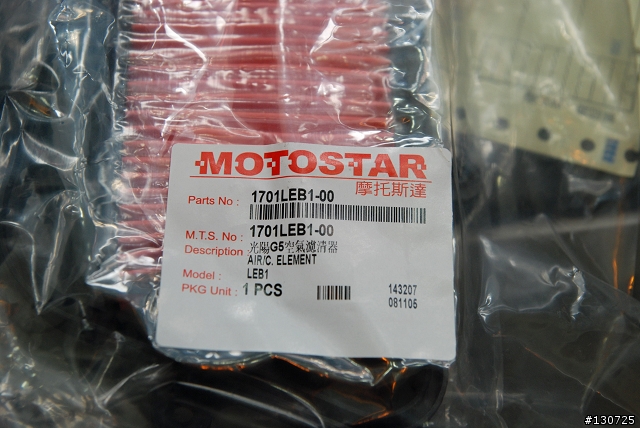 MOTOSTAR
摩托斯達
Parts No : 1701LEB1-00
M.T.S. No : 1701LEB1-00
Description 光陽G5空氣濾清器
AIR/C. ELEMENT
Model : LEB1
PKG Unit : 1 PCS
143207
081106
#130725